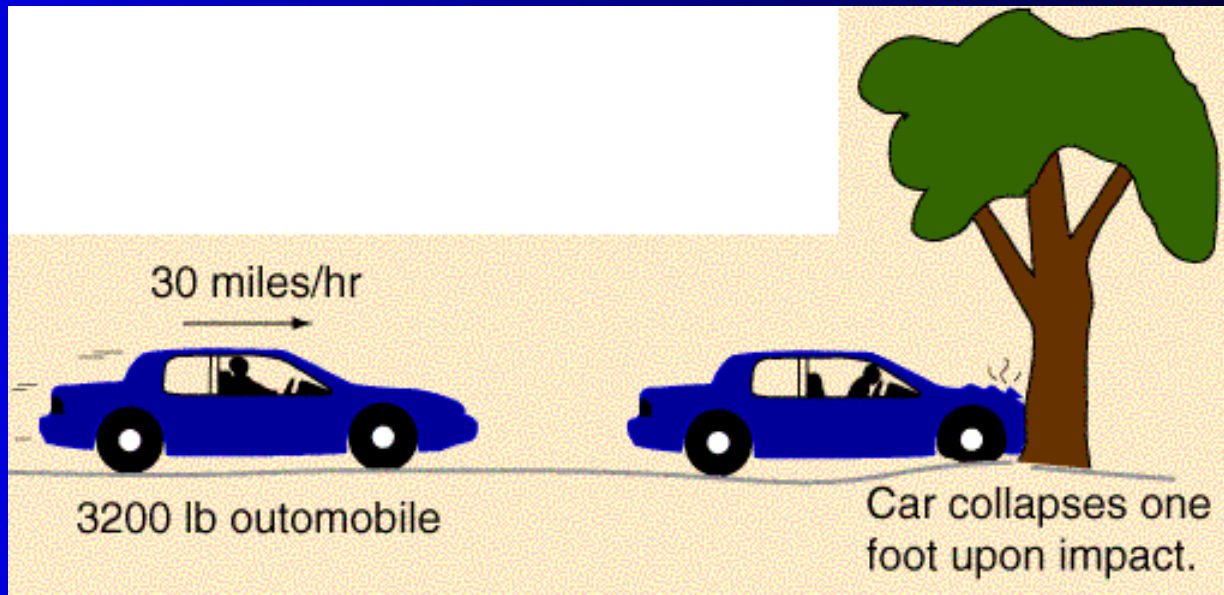 30 miles/hr
3200 lb outomobile
Car collapses one
foot upon impact.